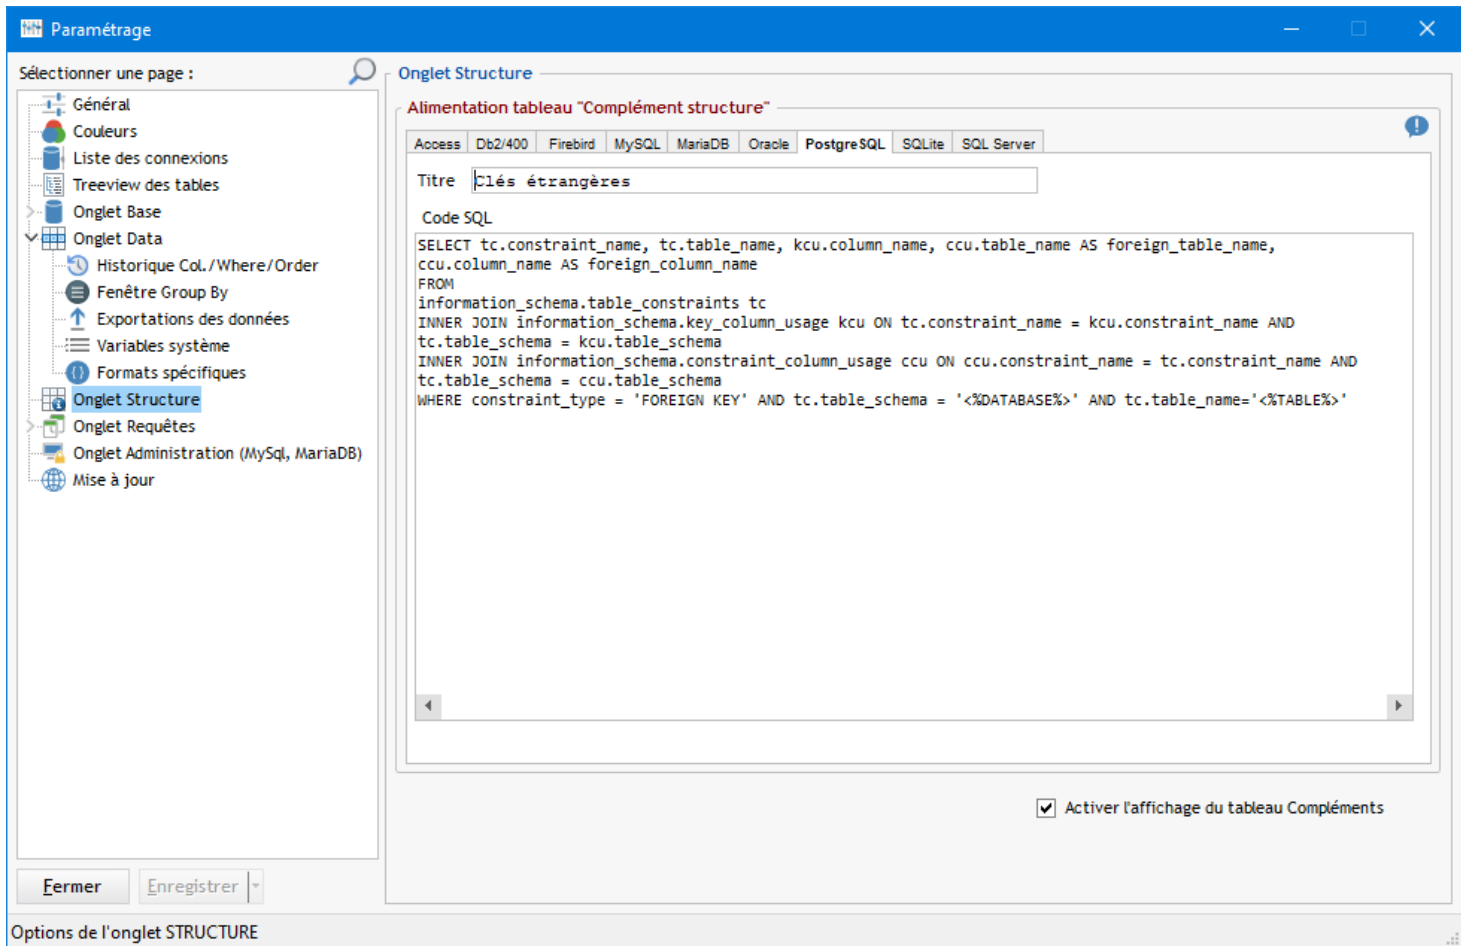 Paramétrage
Sélectionner une page :
Général
Couleurs
Liste des connexions
Treeview des tables
Onglet Base
Onglet Data
Historique Col./Where/Order
Fenêtre Group By
Exportations des données
Variables système
Formats spécifiques
Onglet Structure
Onglet Requêtes
Onglet Administration (MySql, MariaDB)
Mise à jour
Fermer
Enregistrer
Onglet Structure
Alimentation tableau "Complément structure"
Access Db2/400 Firebird MySQL MariaDB Oracle PostgreSQL SQLite SQL Server
Titre Clés étrangères
Code SQL
SELECT tc.constraint_name, tc.table_name, kcu.column_name, ccu.table_name AS foreign_table_name,
ccu.column_name AS foreign_column_name
FROM
information_schema.table_constraints tc
INNER JOIN information_schema.key_column_usage kcu ON tc.constraint_name = kcu.constraint_name AND
tc.table_schema = kcu.table_schema
INNER JOIN information_schema.constraint_column_usage ccu ON ccu.constraint_name = tc.constraint_name AND
tc.table_schema = ccu.table_schema
WHERE constraint_type = 'FOREIGN KEY' AND tc.table_schema = '<%DATABASE%>' AND tc.table_name='<%TABLE%>'
Activer l'affichage du tableau Compléments
Options de l'onglet STRUCTURE